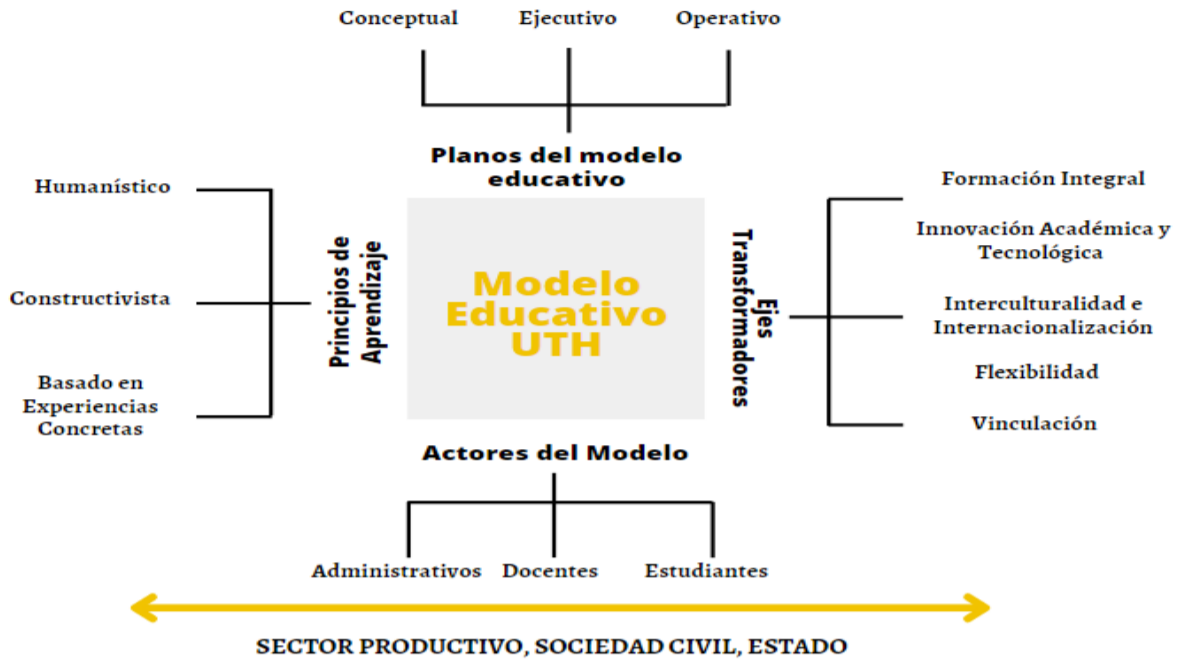 Conceptual Ejecutivo Operativo
Planos del modelo
educativo
Humanístico
Constructivista
Basado en
Experiencias
Concretas
Principios de
Aprendizaje
Modelo
Educativo
UTH
Ejes
Transformadores
Formación Integral
Innovación Académica y
Tecnológica
Interculturalidad e
Internacionalización
Flexibilidad
Vinculación
Actores del Modelo
Administrativos Docentes Estudiantes
SECTOR PRODUCTIVO, SOCIEDAD CIVIL, ESTADO